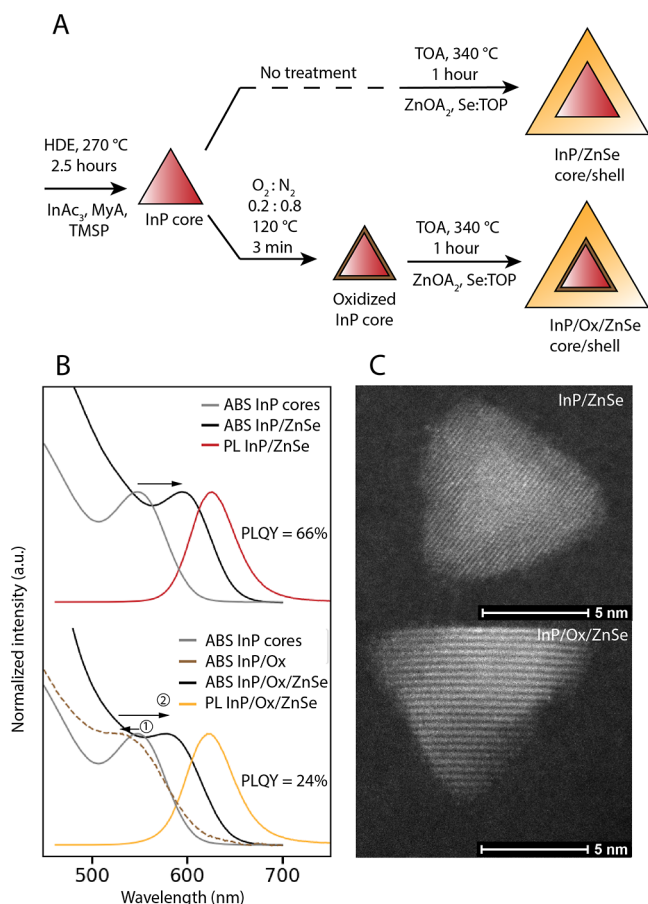 A
HDE, 270 °C
2.5 hours
InAc₃, MyA,
TMSP
InP core
No treatment
TOA, 340 °C
1 hour
ZnOA₂, Se:TOP
InP/ZnSe
core/shell
O₂ : N₂
0.2 : 0.8
120 °C
3 min
Oxidized
InP core
TOA, 340 °C
1 hour
ZnOA₂, Se:TOP
InP/Ox/ZnSe
core/shell
B
ABS InP cores
ABS InP/ZnSe
PL InP/ZnSe
PLQY = 66%
ABS InP cores
ABS InP/Ox
ABS InP/Ox/ZnSe
PL InP/Ox/ZnSe
②
①
PLQY = 24%
Normalized intensity (a.u.)
500 600 700
Wavelength (nm)
C
InP/ZnSe
5 nm
InP/Ox/ZnSe
5 nm